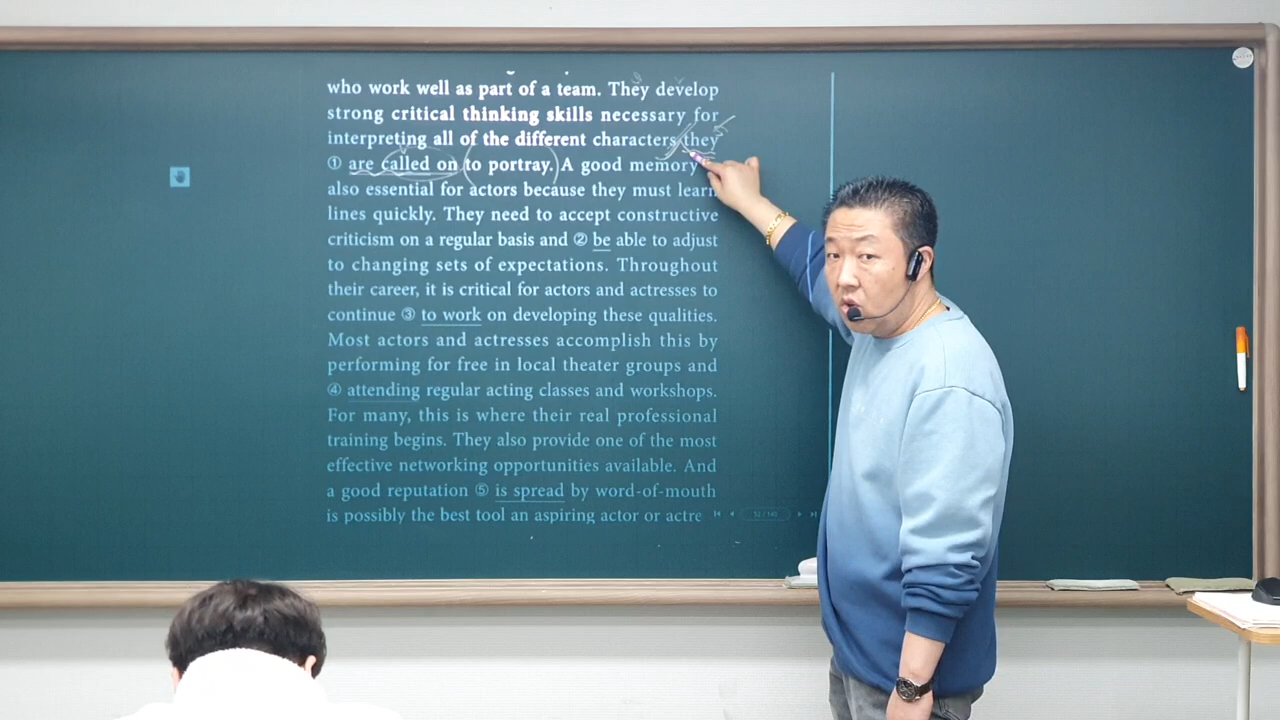 who work well as part of a team. They develop
strong critical thinking skills necessary for
interpreting all of the different characters they
① are called on to portray. A good memory
also essential for actors because they must learn
lines quickly. They need to accept constructive
criticism on a regular basis and ② be able to adjust
to changing sets of expectations. Throughout
their career, it is critical for actors and actresses to
continue ③ to work on developing these qualities.
Most actors and actresses accomplish this by
performing for free in local theater groups and
④ attending regular acting classes and workshops.
For many, this is where their real professional
training begins. They also provide one of the most
effective networking opportunities available. And
a good reputation ⑤ is spread by word-of-mouth
is possibly the best tool an aspiring actor or actre